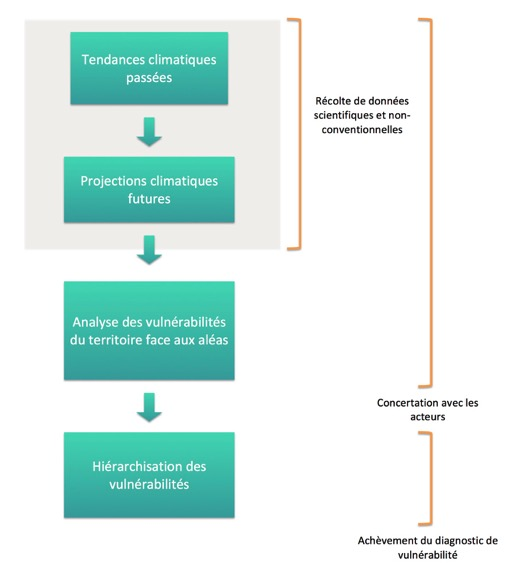 Tendances climatiques
passées
Récolte de données
scientifiques et non-
conventionnelles
Projections climatiques
futures
Analyse des vulnérabilités
du territoire face aux aléas
Concertation avec les
acteurs
Hiérarchisation des
vulnérabilités
Achèvement du diagnostic de
vulnérabilité